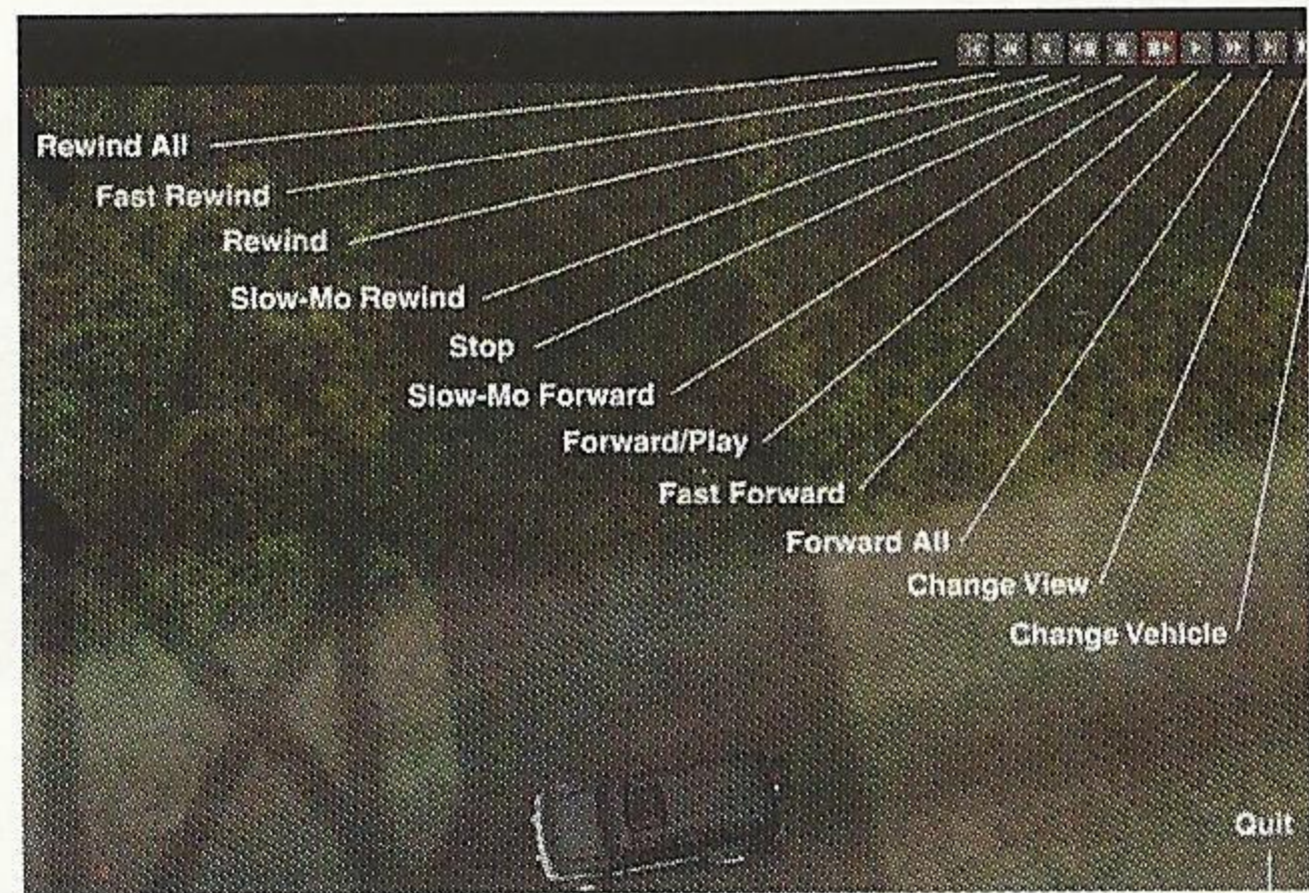 Rewind All
Fast Rewind
Rewind
Slow-Mo Rewind
Stop
Slow-Mo Forward
Forward/Play
Fast Forward
Forward All
Change View
Change Vehicle
Quit